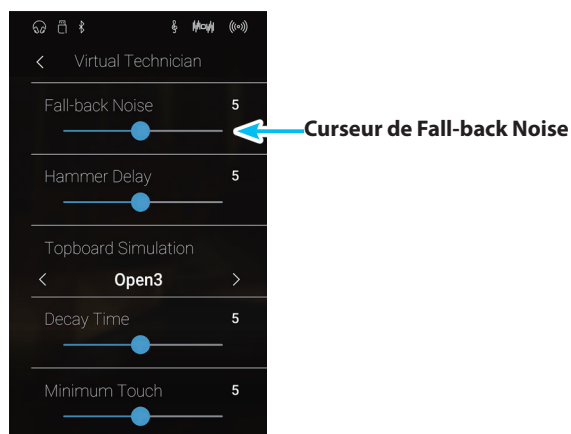 Virtual Technician
Fall-back Noise 5
Curseur de Fall-back Noise
Hammer Delay 5
Topboard Simulation
< Open3 >
Decay Time 5
Minimum Touch 5